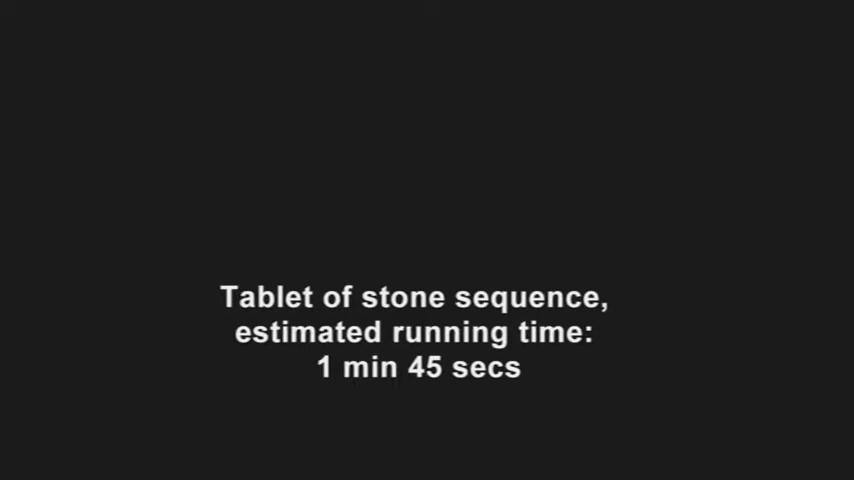 Tablet of stone sequence,
estimated running time:
1 min 45 secs